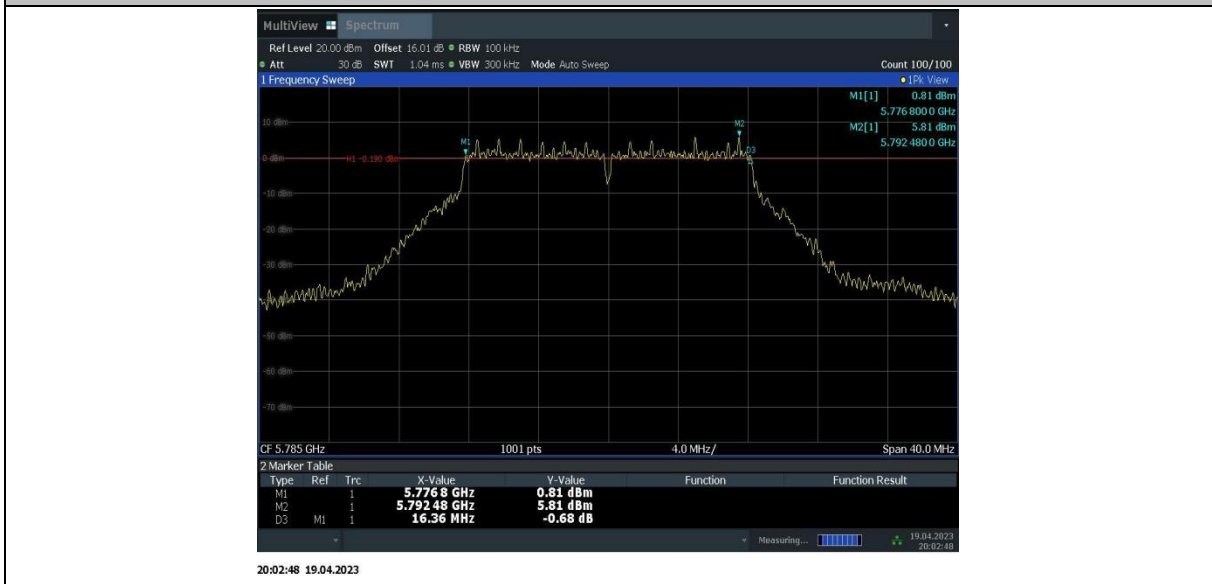 MultiView Spectrum
Ref Level 20.00 dBm Offset 16.01 dB RBW 100 kHz
Att 30 dB SWT 1.04 ms VBW 300 kHz Mode Auto Sweep Count 100/100
1 Frequency Sweep 1Pk View
M1[1] 0.81 dBm
5.776 800 0 GHz
M2[1] 5.81 dBm
5.792 480 0 GHz
10 dBm
M2
M1
D3
0 dBm
H1 -0.190 dBm
-10 dBm
-20 dBm
-30 dBm
-50 dBm
-60 dBm
-70 dBm
CF 5.785 GHz 1001 pts 4.0 MHz/ Span 40.0 MHz
2 Marker Table
Type Ref Trc X-Value Y-Value Function Function Result
M1 1 5.776 8 GHz 0.81 dBm
M2 1 5.792 48 GHz 5.81 dBm
D3 M1 1 16.36 MHz -0.68 dB
Measuring... 19.04.2023
20:02:48
20:02:48 19.04.2023